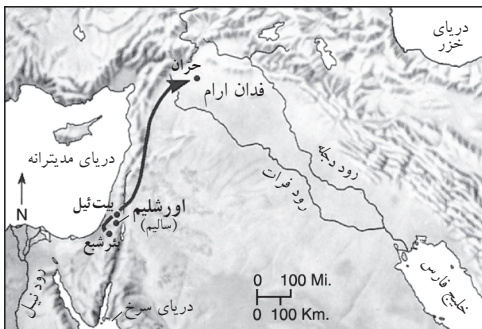 دریای
خزر
حران
فدان ارام
دریای مدیترانه
رود دجله
رود فرات
بیت‌ئیل
اورشلیم
(سالیم)
بئرشبع
N
رود نیل
دریای سرخ
خلیج فارس
0 100 Mi.
0 100 Km.